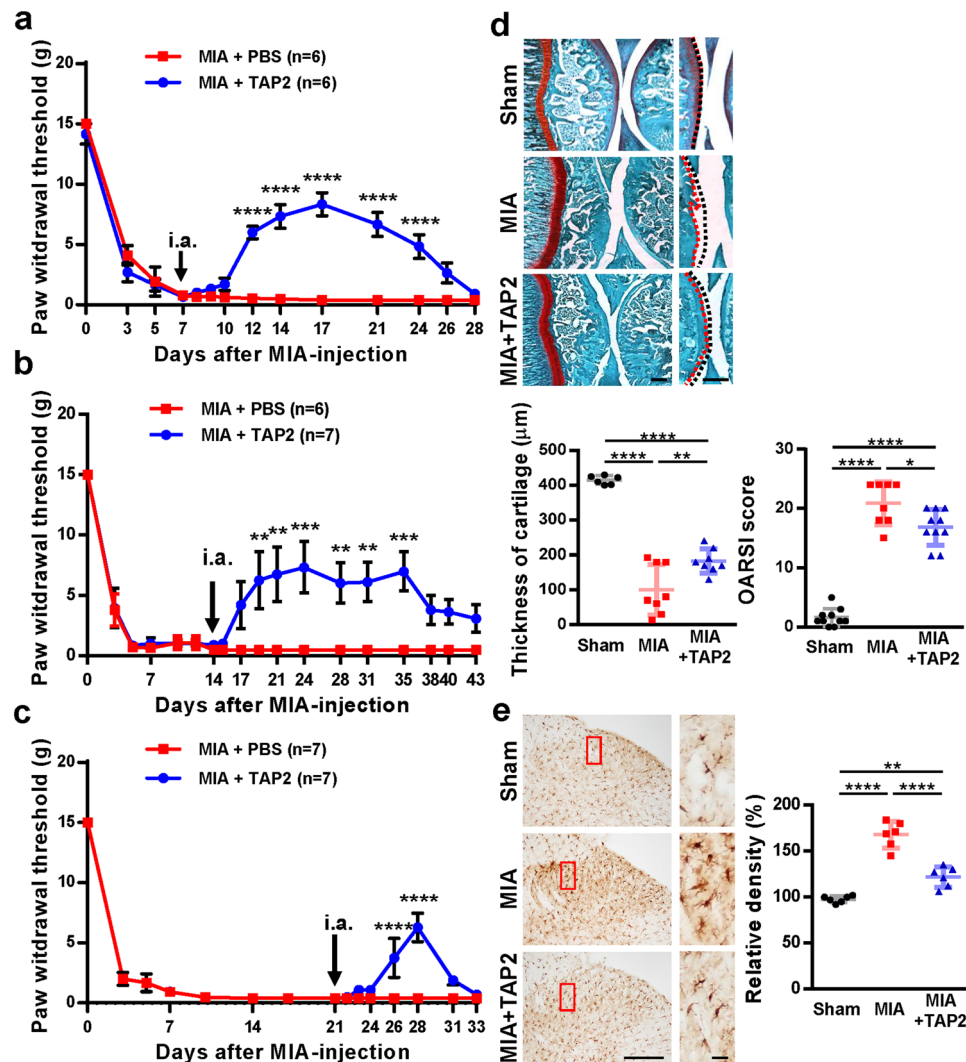 a
Paw witdrawal threshold (g)
MIA + PBS (n=6)
MIA + TAP2 (n=6)
20
15
10
5
0
i.a.
****
****
****
****
****
0 3 5 7 10 12 14 17 21 24 26 28
Days after MIA-injection
b
Paw witdrawal threshold (g)
MIA + PBS (n=6)
MIA + TAP2 (n=7)
20
15
10
5
0
i.a.
** ** *** ** ** ***
0 7 14 17 21 24 28 31 35 38 40 43
Days after MIA-injection
c
Paw witdrawal threshold (g)
MIA + PBS (n=7)
MIA + TAP2 (n=7)
20
15
10
5
0
i.a.
****
****
0 7 14 21 24 26 28 31 33
Days after MIA-injection
d
Sham
MIA
MIA+TAP2
Thickness of cartilage (μm)
500
400
300
200
100
0
****
**** **
Sham MIA MIA
+TAP2
OARSI score
30
20
10
0
****
**** *
Sham MIA MIA
+TAP2
e
Sham
MIA
MIA+TAP2
Relative density (%)
200
150
100
50
0
**
**** ****
Sham MIA MIA
+TAP2